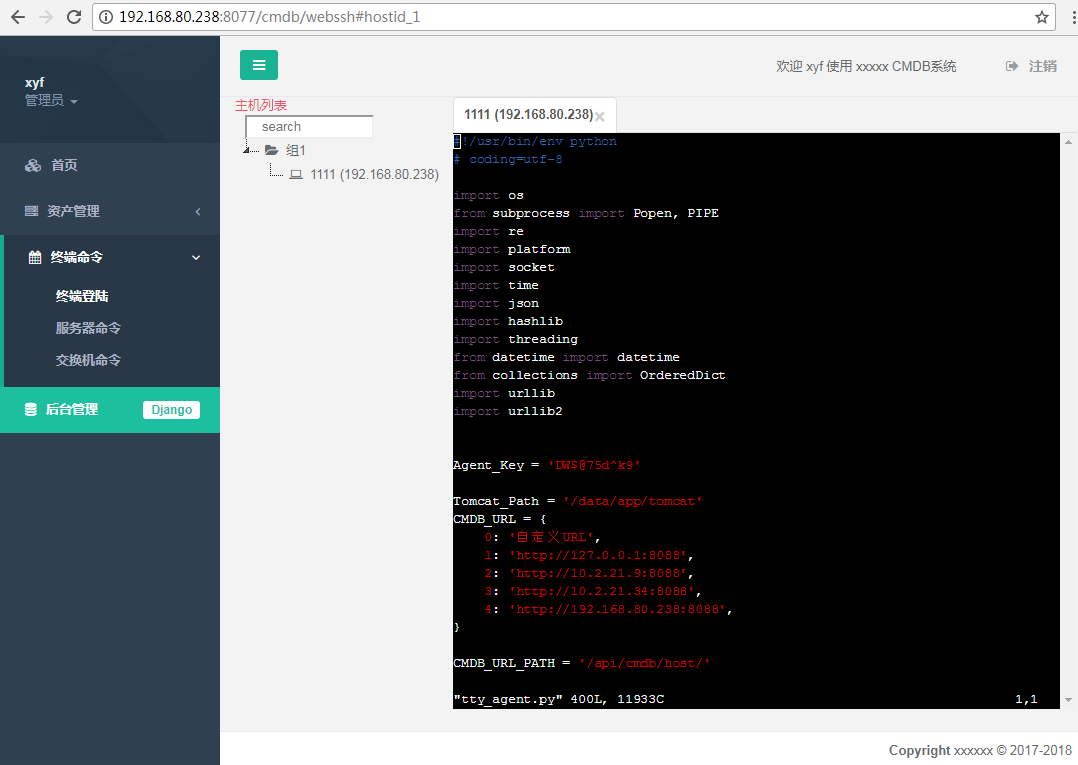 192.168.80.238:8077/cmdb/webssh#hostid_1
xyf
管理员
首页
资产管理
终端命令
终端登陆
服务器命令
交换机命令
后台管理 Django
欢迎 xyf 使用 xxxxx CMDB系统 注销
主机列表
search
组1
1111 (192.168.80.238)
1111 (192.168.80.238)
#!/usr/bin/env python
# coding=utf-8
import os
from subprocess import Popen, PIPE
import re
import platform
import socket
import time
import json
import hashlib
import threading
from datetime import datetime
from collections import OrderedDict
import urllib
import urllib2
Agent_Key = 'DW$@75d^k9'
Tomcat_Path = '/data/app/tomcat'
CMDB_URL = {
0: '自定义URL',
1: 'http://127.0.0.1:8088',
2: 'http://10.2.21.9:8088',
3: 'http://10.2.21.34:8088',
4: 'http://192.168.80.238:8088',
}
CMDB_URL_PATH = '/api/cmdb/host/'
"tty_agent.py" 400L, 11933C 1,1
Copyright xxxxxx © 2017-2018